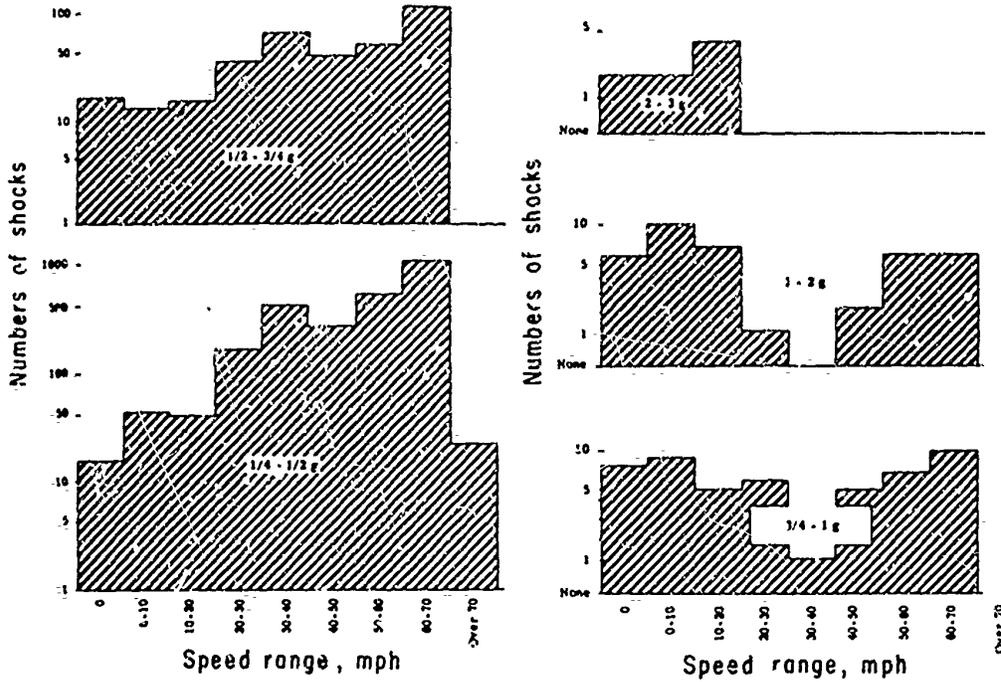 100
50
10
5
1
1/2 - 3/4 g
Numbers of shocks
1000
500
100
50
10
5
1
1/4 - 1/2 g
0
0-10
10-20
20-30
30-40
40-50
50-60
60-70
Over 70
Speed range, mph
5
1
None
2 - 3 g
Numbers of shocks
10
5
1
None
1 - 2 g
10
5
1
None
3/4 - 1 g
0
0-10
10-20
20-30
30-40
40-50
50-60
60-70
Over 70
Speed range, mph